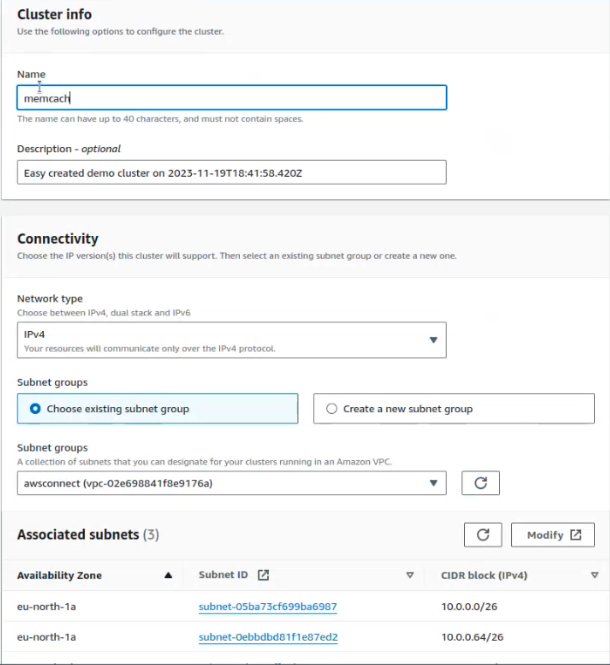 Cluster info
Use the following options to configure the cluster.
Name
memcach
The name can have up to 40 characters, and must not contain spaces.
Description - optional
Easy created demo cluster on 2023-11-19T18:41:58.420Z
Connectivity
Choose the IP version(s) this cluster will support. Then select an existing subnet group or create a new one.
Network type
Choose between IPv4, dual stack and IPv6
IPv4
Your resources will communicate only over the IPv4 protocol.
Subnet groups
Choose existing subnet group
Create a new subnet group
Subnet groups
A collection of subnets that you can designate for your clusters running in an Amazon VPC.
awsconnect (vpc-02e698841f8e9176a)
Associated subnets (3)
Modify
Availability Zone
Subnet ID
CIDR block (IPv4)
eu-north-1a
subnet-05ba73cf699ba6987
10.0.0.0/26
eu-north-1a
subnet-0ebbdbd81f1e87ed2
10.0.0.64/26